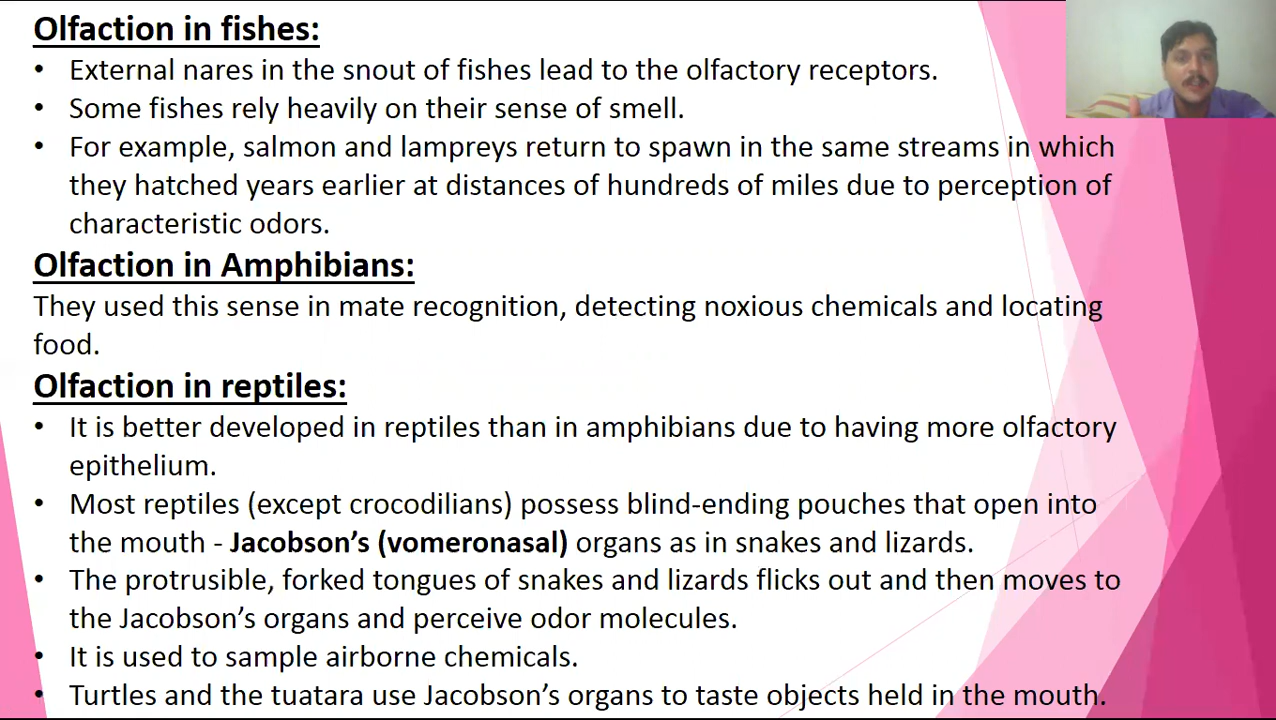 Olfaction in fishes:
• External nares in the snout of fishes lead to the olfactory receptors.
• Some fishes rely heavily on their sense of smell.
• For example, salmon and lampreys return to spawn in the same streams in which
they hatched years earlier at distances of hundreds of miles due to perception of
characteristic odors.
Olfaction in Amphibians:
They used this sense in mate recognition, detecting noxious chemicals and locating
food.
Olfaction in reptiles:
• It is better developed in reptiles than in amphibians due to having more olfactory
epithelium.
• Most reptiles (except crocodilians) possess blind-ending pouches that open into
the mouth - Jacobson’s (vomeronasal) organs as in snakes and lizards.
• The protrusible, forked tongues of snakes and lizards flicks out and then moves to
the Jacobson’s organs and perceive odor molecules.
• It is used to sample airborne chemicals.
• Turtles and the tuatara use Jacobson’s organs to taste objects held in the mouth.